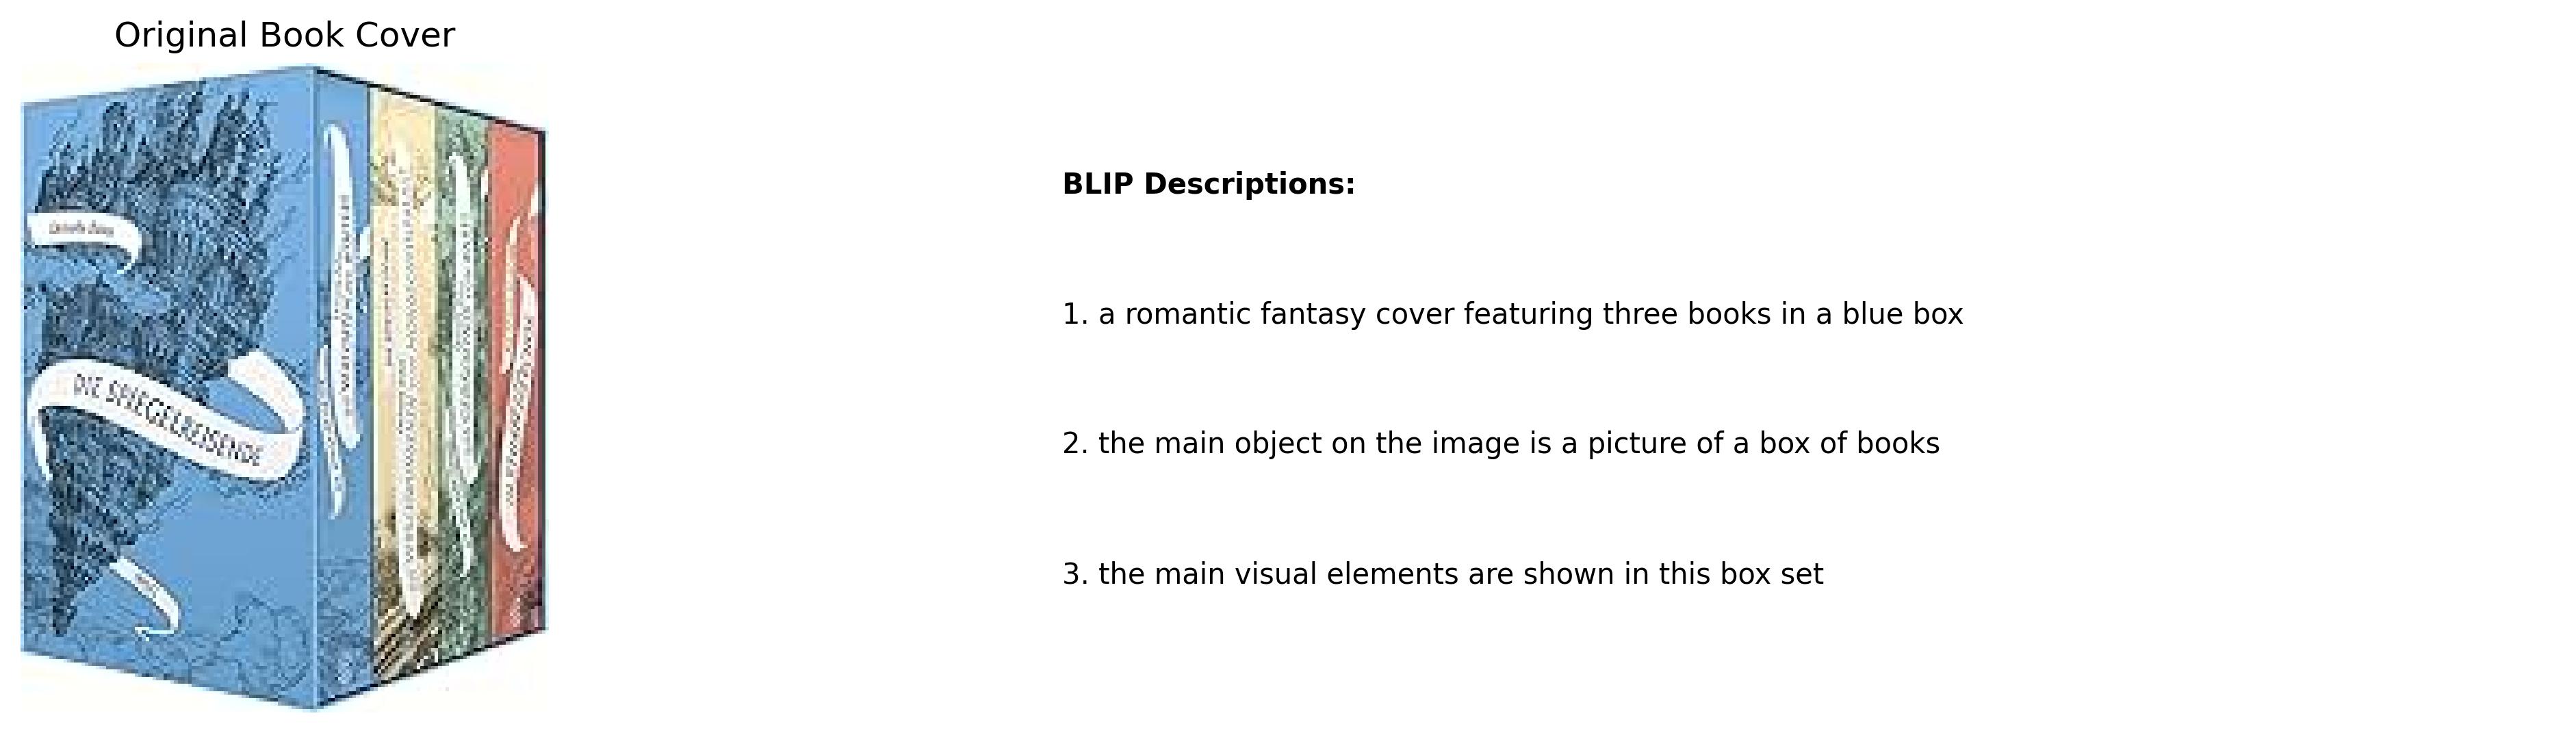 Original Book Cover
DIE SPIEGELREISENDE
BLIP Descriptions:
1. a romantic fantasy cover featuring three books in a blue box
2. the main object on the image is a picture of a box of books
3. the main visual elements are shown in this box set